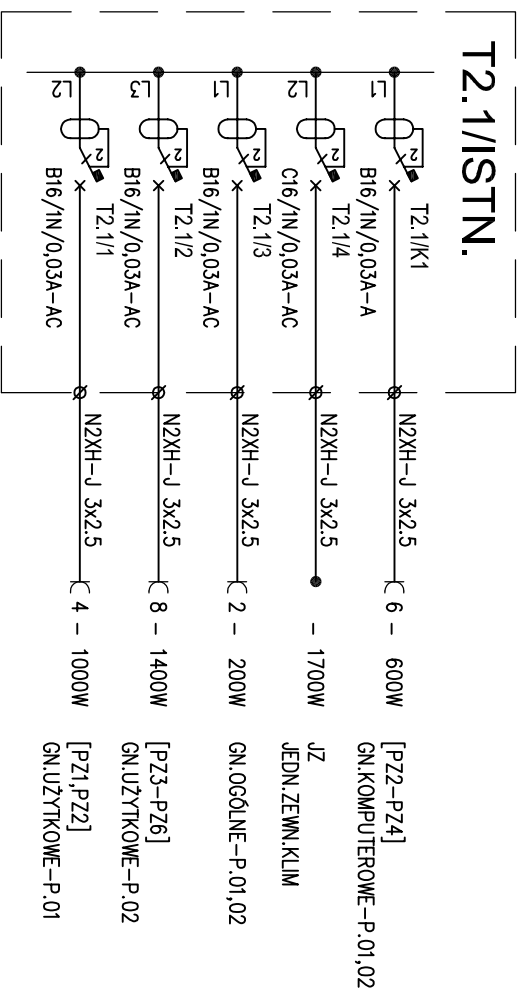 T2.1/ISTN.
L1
2
T2.1/K1
B16/1N/0,03A-A
N2XH-J 3x2.5
6 - 600W
[PZ2-PZ4]
GN.KOMPUTEROWE-P.01,02
L2
2
T2.1/4
C16/1N/0,03A-AC
N2XH-J 3x2.5
- 1700W
JZ
JEDN.ZEWN.KLIM
L1
2
T2.1/3
B16/1N/0,03A-AC
N2XH-J 3x2.5
2 - 200W
GN.OGÓLNE-P.01,02
L3
2
T2.1/2
B16/1N/0,03A-AC
N2XH-J 3x2.5
8 - 1400W
[PZ3-PZ6]
GN.UŻYTKOWE-P.02
L2
2
T2.1/1
B16/1N/0,03A-AC
N2XH-J 3x2.5
4 - 1000W
[PZ1,PZ2]
GN.UŻYTKOWE-P.01